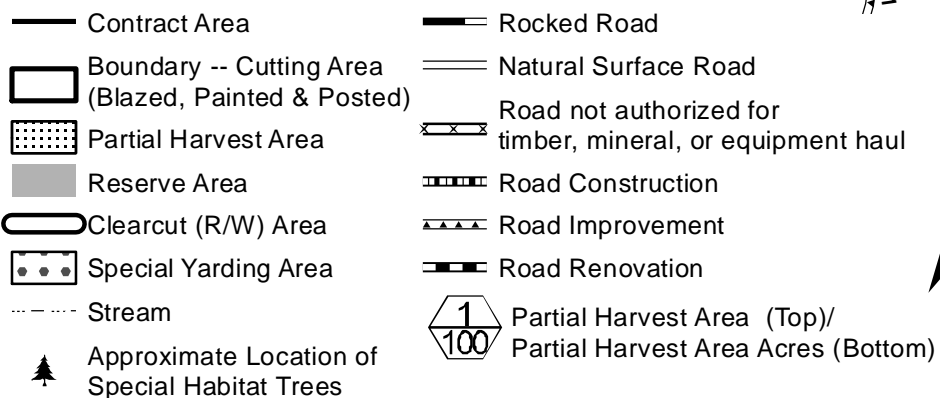 Contract Area
Boundary -- Cutting Area
(Blazed, Painted & Posted)
Partial Harvest Area
Reserve Area
Clearcut (R/W) Area
Special Yarding Area
Stream
Approximate Location of
Special Habitat Trees
Rocked Road
Natural Surface Road
Road not authorized for
timber, mineral, or equipment haul
Road Construction
Road Improvement
Road Renovation
1
100
Partial Harvest Area (Top)/
Partial Harvest Area Acres (Bottom)